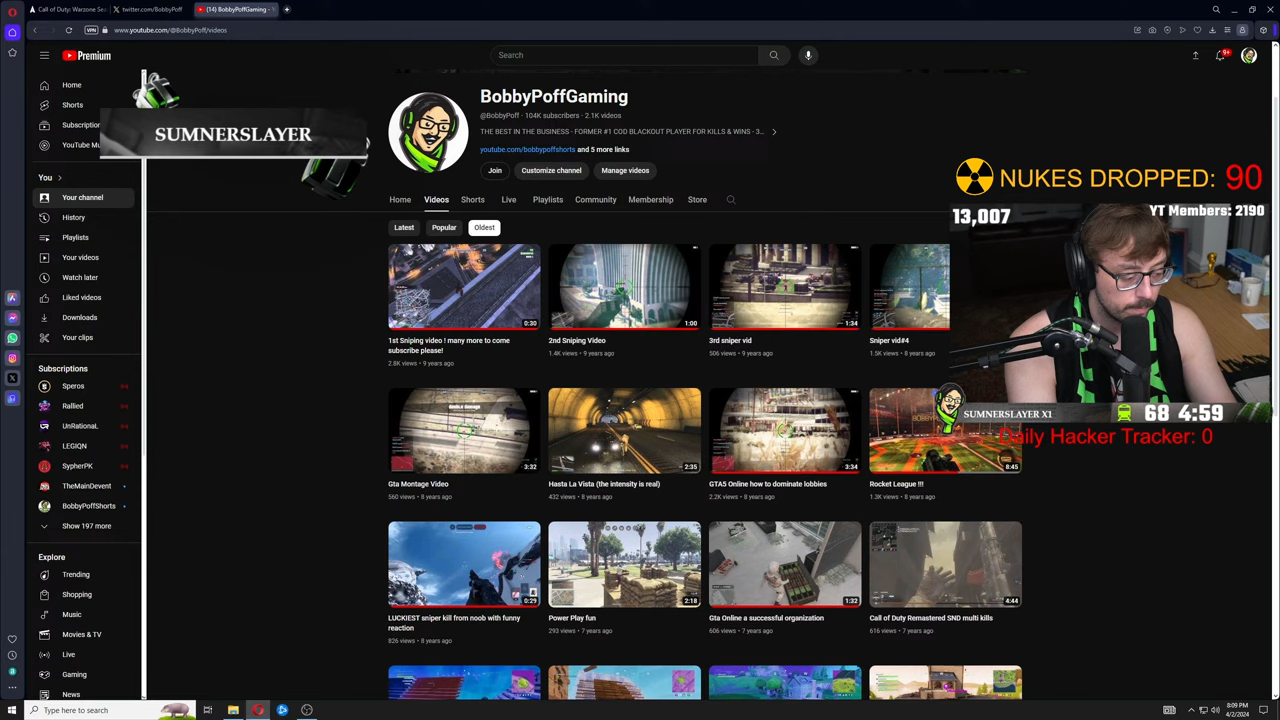 Call of Duty: Warzone Se
twitter.com/BobbyPoff
(14) BobbyPoffGaming -
VPN
www.youtube.com/@BobbyPoff/videos
Premium
Search
9+
Home
Shorts
Subscription
YouTube Mu
SUMNERSLAYER
You
Your channel
History
Playlists
Your videos
Watch later
Liked videos
Downloads
Your clips
Subscriptions
Speros
Rallied
UnRationaL
LEGIQN
SypherPK
TheMainDevent
BobbyPoffShorts
Show 197 more
Explore
Trending
Shopping
Music
Movies & TV
Live
Gaming
News
BobbyPoffGaming
@BobbyPoff · 104K subscribers · 2.1K videos
THE BEST IN THE BUSINESS - FORMER #1 COD BLACKOUT PLAYER FOR KILLS & WINS - 3...
youtube.com/bobbypoffshorts and 5 more links
Join
Customize channel
Manage videos
Home
Videos
Shorts
Live
Playlists
Community
Membership
Store
Latest
Popular
Oldest
0:30
1:00
1:34
1st Sniping video ! many more to come
subscribe please!
2.8K views • 9 years ago
2nd Sniping Video
1.4K views • 9 years ago
3rd sniper vid
506 views • 9 years ago
Sniper vid#4
1.5K views • 8 years ago
3:32
2:35
3:34
8:45
Gta Montage Video
560 views • 8 years ago
Hasta La Vista (the intensity is real)
432 views • 8 years ago
GTA5 Online how to dominate lobbies
2.2K views • 8 years ago
Rocket League !!!
1.3K views • 8 years ago
0:29
2:18
1:32
4:44
LUCKIEST sniper kill from noob with funny
reaction
826 views • 8 years ago
Power Play fun
293 views • 7 years ago
Gta Online a successful organization
606 views • 7 years ago
Call of Duty Remastered SND multi kills
616 views • 7 years ago
NUKES DROPPED: 90
13,007
YT Members: 2190
SUMNERSLAYER X1
68 4:59
Daily Hacker Tracker: 0
Type here to search
8:09 PM
4/2/2024